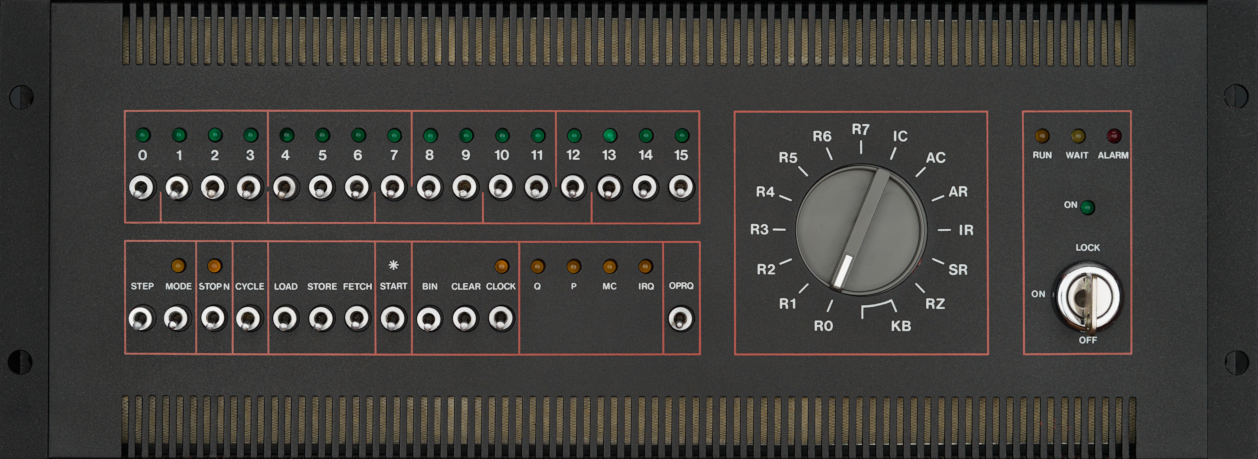 0 1 2 3 4 5 6 7 8 9 10 11 12 13 14 15
STEP MODE STOP N CYCLE LOAD STORE FETCH START BIN CLEAR CLOCK Q P MC IRQ OPRQ
R0
R1
R2
R3
R4
R5
R6
R7
IC
AC
AR
IR
SR
RZ
KB
RUN WAIT ALARM
ON
LOCK
ON
OFF